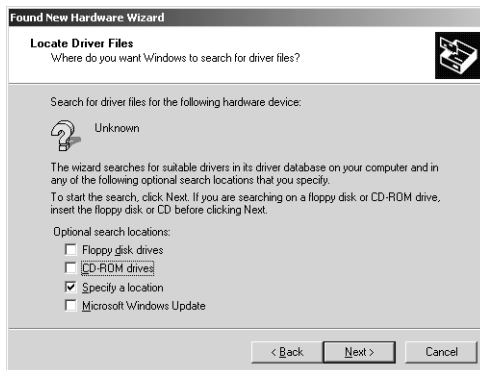 Found New Hardware Wizard
Locate Driver Files
Where do you want Windows to search for driver files?
Search for driver files for the following hardware device:
Unknown
The wizard searches for suitable drivers in its driver database on your computer and in
any of the following optional search locations that you specify.
To start the search, click Next. If you are searching on a floppy disk or CD-ROM drive,
insert the floppy disk or CD before clicking Next.
Optional search locations:
Floppy disk drives
CD-ROM drives
Specify a location
Microsoft Windows Update
< Back Next > Cancel